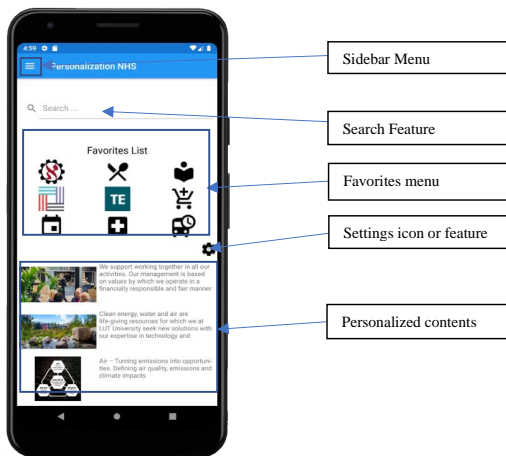 4:59
Personalization NHS
Sidebar Menu
Search ...
Search Feature
Favorites List
Favorites menu
TE
Settings icon or feature
We support working together in all our
activities. Our management is based
on values by which we operate in a
financially responsible and fair manner
Clean energy, water and air are
life-giving resources for which we at
LUT University seek new solutions with
our expertise in technology and
Personalized contents
Air – Turning emissions into opportuni-
ties. Defining air quality, emissions and
climate impacts